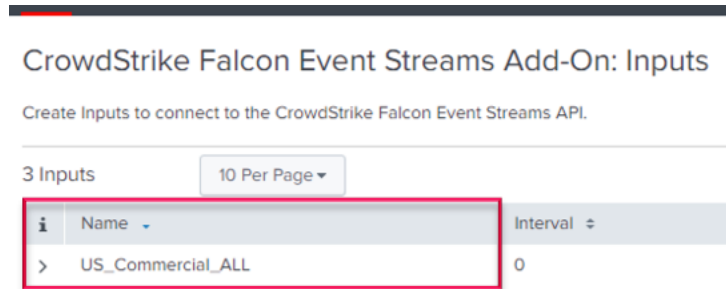 CrowdStrike Falcon Event Streams Add-On: Inputs
Create Inputs to connect to the CrowdStrike Falcon Event Streams API.
3 Inputs 10 Per Page
i Name Interval
US_Commercial_ALL 0